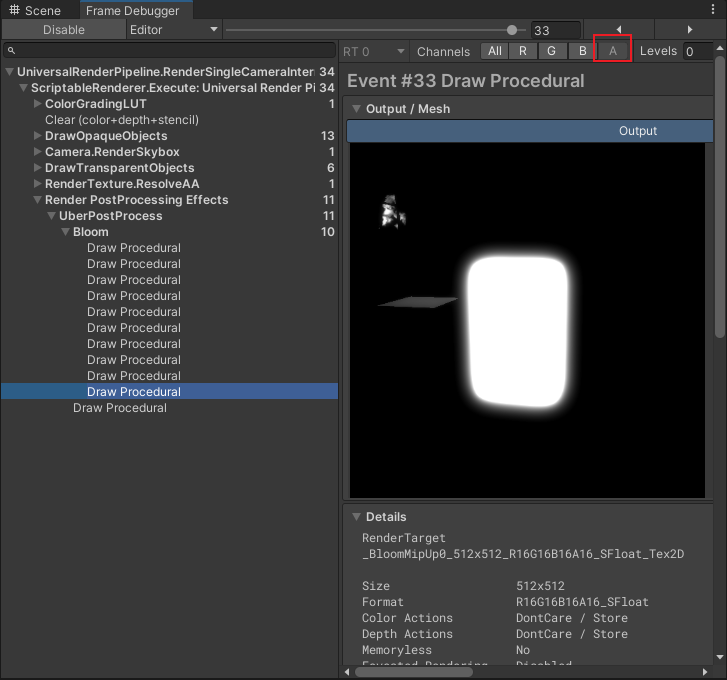 Scene Frame Debugger
Disable Editor 33
RT 0 Channels All R G B A Levels 0
UniversalRenderPipeline.RenderSingleCameraInter 34
ScriptableRenderer.Execute: Universal Render Pi 34
ColorGradingLUT 1
Clear (color+depth+stencil)
DrawOpaqueObjects 13
Camera.RenderSkybox 1
DrawTransparentObjects 6
RenderTexture.ResolveAA 1
Render PostProcessing Effects 11
UberPostProcess 11
Bloom 10
Draw Procedural
Draw Procedural
Draw Procedural
Draw Procedural
Draw Procedural
Draw Procedural
Draw Procedural
Draw Procedural
Draw Procedural
Draw Procedural
Draw Procedural
Event #33 Draw Procedural
Output / Mesh
Output
Details
RenderTarget
_BloomMipUp0_512x512_R16G16B16A16_SFloat_Tex2D
Size 512x512
Format R16G16B16A16_SFloat
Color Actions DontCare / Store
Depth Actions DontCare / Store
Memoryless No